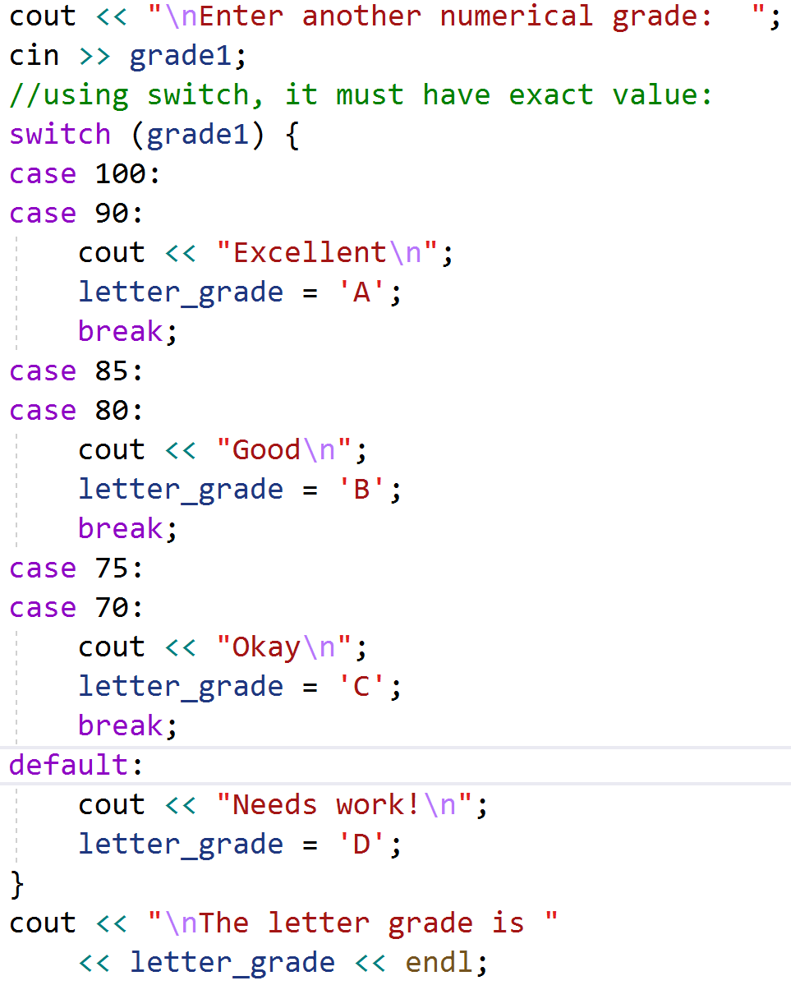 cout << "\nEnter another numerical grade:  ";
cin >> grade1;
//using switch, it must have exact value:
switch (grade1) {
case 100:
case 90:
    cout << "Excellent\n";
    letter_grade = 'A';
    break;
case 85:
case 80:
    cout << "Good\n";
    letter_grade = 'B';
    break;
case 75:
case 70:
    cout << "Okay\n";
    letter_grade = 'C';
    break;
default:
    cout << "Needs work!\n";
    letter_grade = 'D';
}
cout << "\nThe letter grade is "
    << letter_grade << endl;